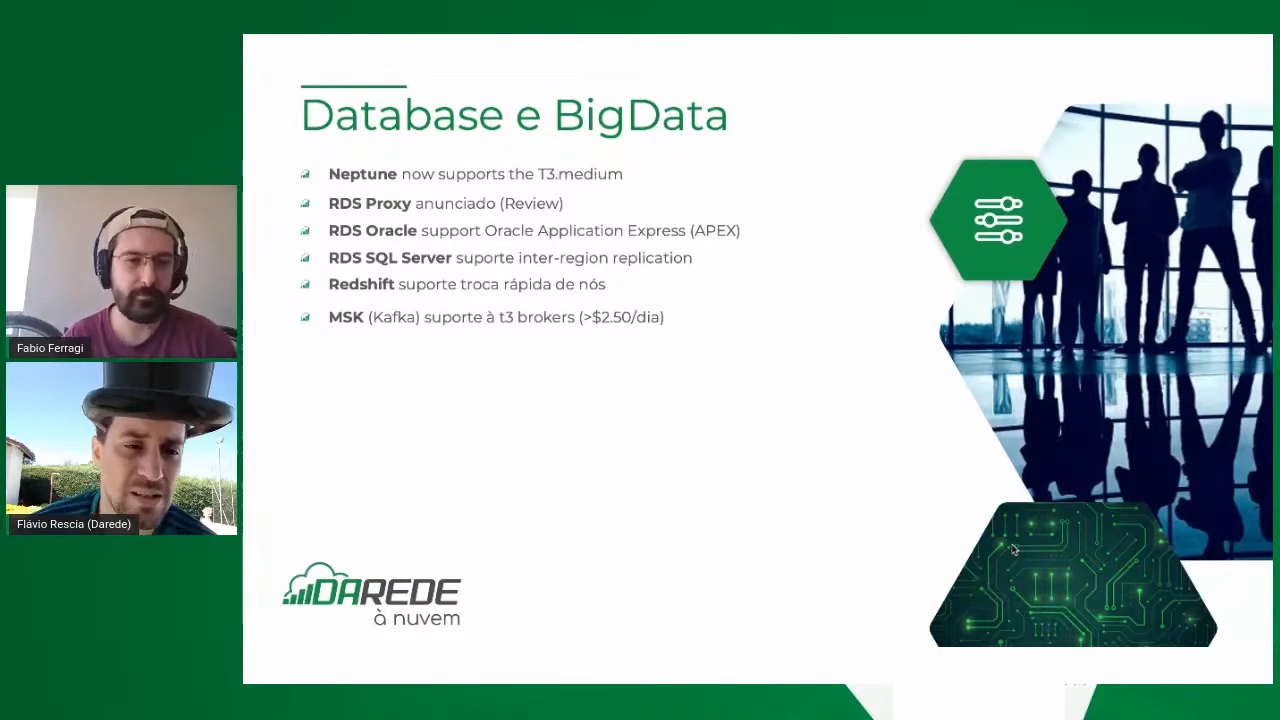 Database e BigData
Neptune now supports the T3.medium
RDS Proxy anunciado (Review)
RDS Oracle support Oracle Application Express (APEX)
RDS SQL Server suporte inter-region replication
Redshift suporte troca rápida de nós
MSK (Kafka) suporte à t3 brokers (>$2.50/dia)
Fabio Ferragi
Flávio Rescia (Darede)
DAREDE
à nuvem